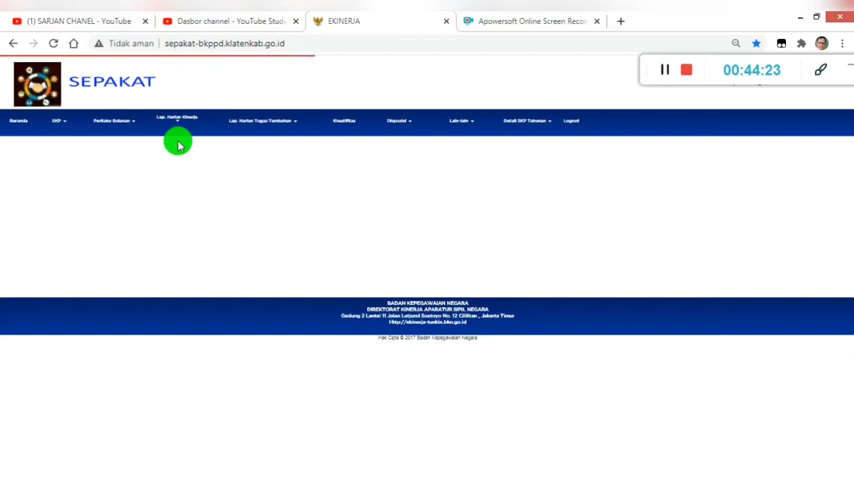 (1) SARJAN CHANEL - YouTube
Dasbor channel - YouTube Studi
EKINERJA
Apowersoft Online Screen Recor
Tidak aman
sepakat-bkppd.klatenkab.go.id
SEPAKAT
00:44:23
Beranda
SKP
Perilaku Bulanan
Lap. Harian Kinerja
Lap. Harian Tugas Tambahan
Kreatifitas
Disposisi
Lain-lain
Detail SKP Tahunan
Logout
BADAN KEPEGAWAIAN NEGARA
DIREKTORAT KINERJA APARATUR SIPIL NEGARA
Gedung 2 Lantai 11 Jalan Letjend Soetoyo No. 12 Cililitan , Jakarta Timur
Http://ekinerja-tunkin.bkn.go.id
Hak Cipta © 2017 Badan Kepegawaian Negara